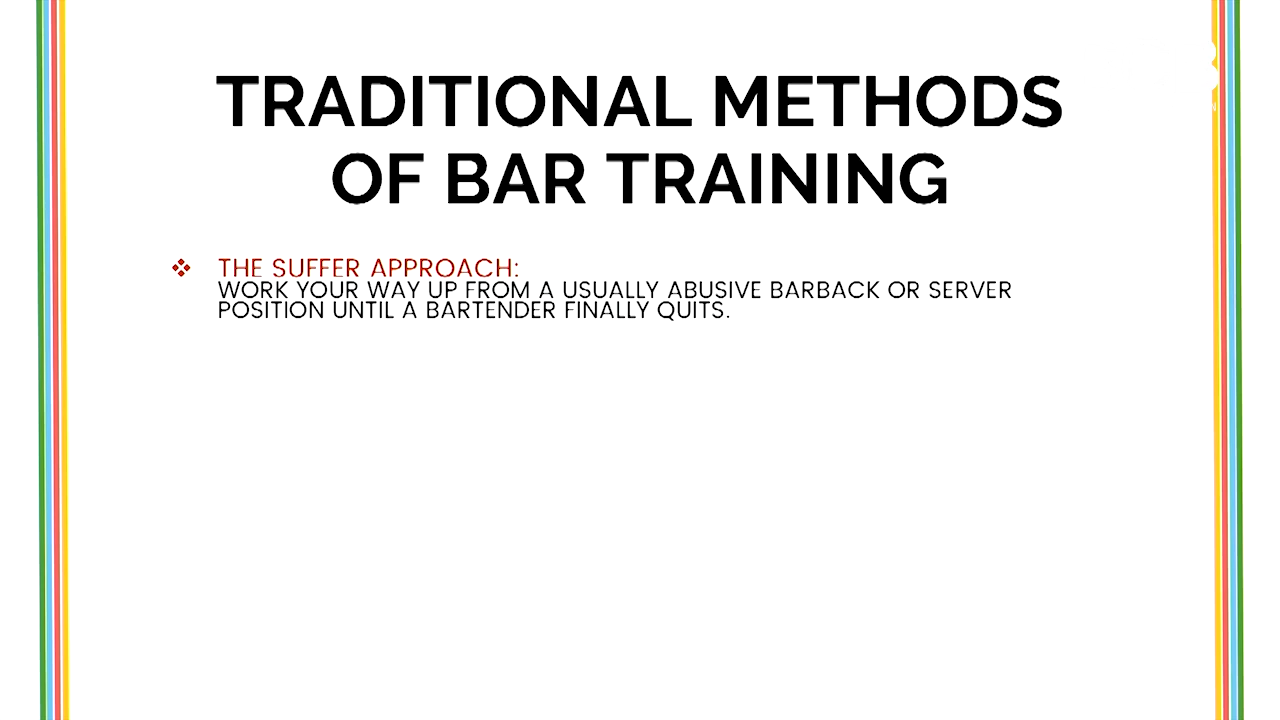 TRADITIONAL METHODS
OF BAR TRAINING
THE SUFFER APPROACH:
WORK YOUR WAY UP FROM A USUALLY ABUSIVE BARBACK OR SERVER
POSITION UNTIL A BARTENDER FINALLY QUITS.